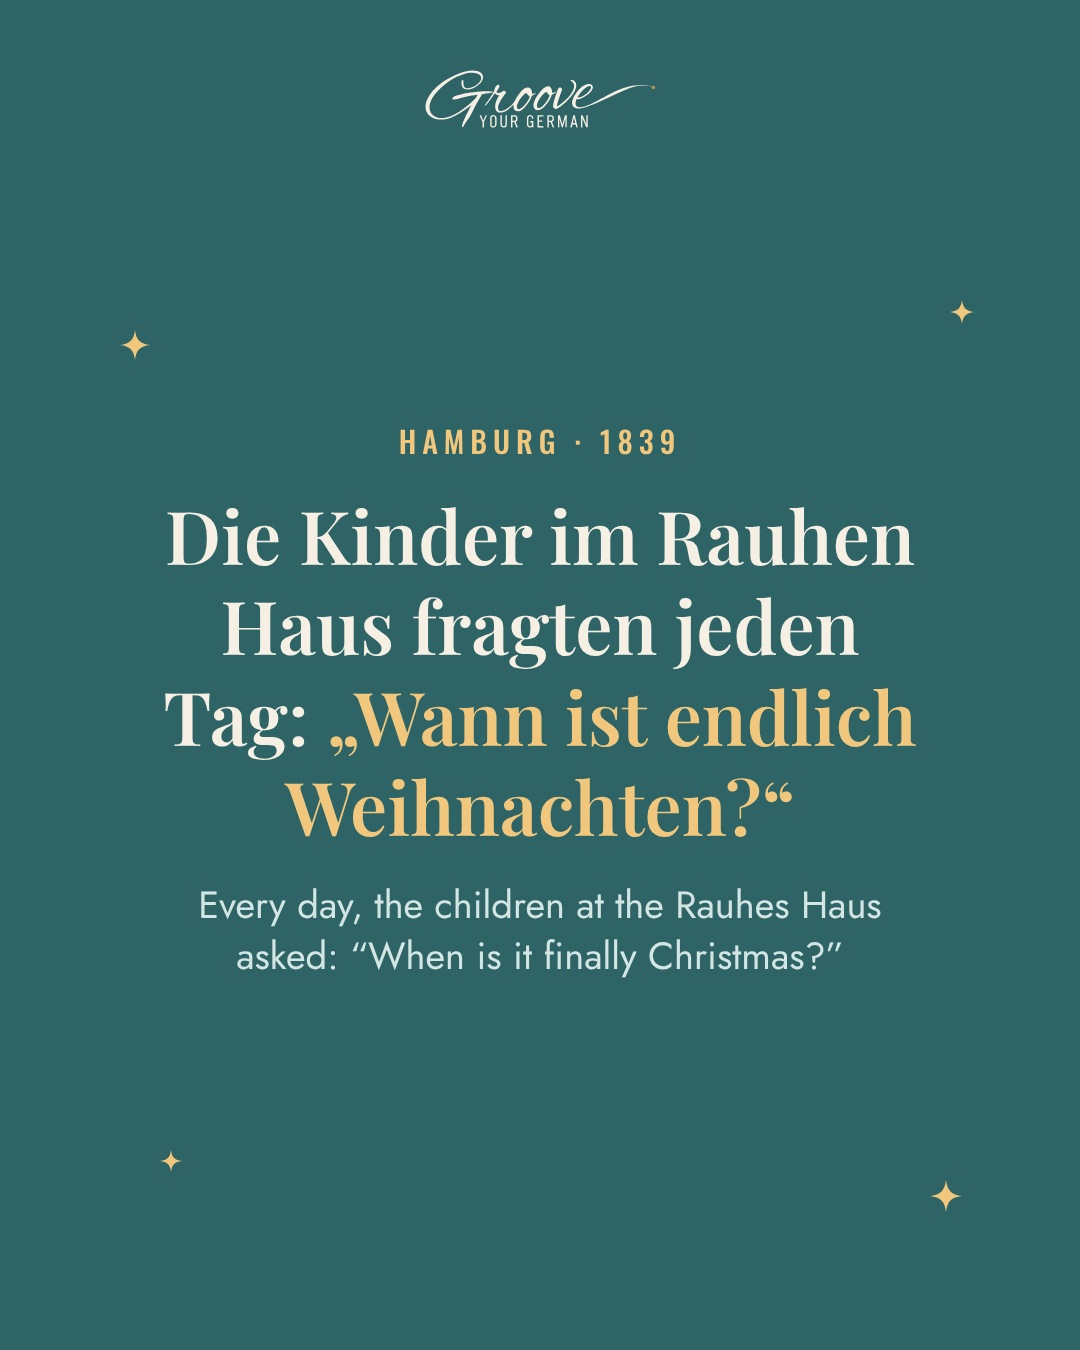 Groove
YOUR GERMAN
HAMBURG · 1839
Die Kinder im Rauhen
Haus fragten jeden
Tag: „Wann ist endlich
Weihnachten?“
Every day, the children at the Rauhes Haus
asked: “When is it finally Christmas?”